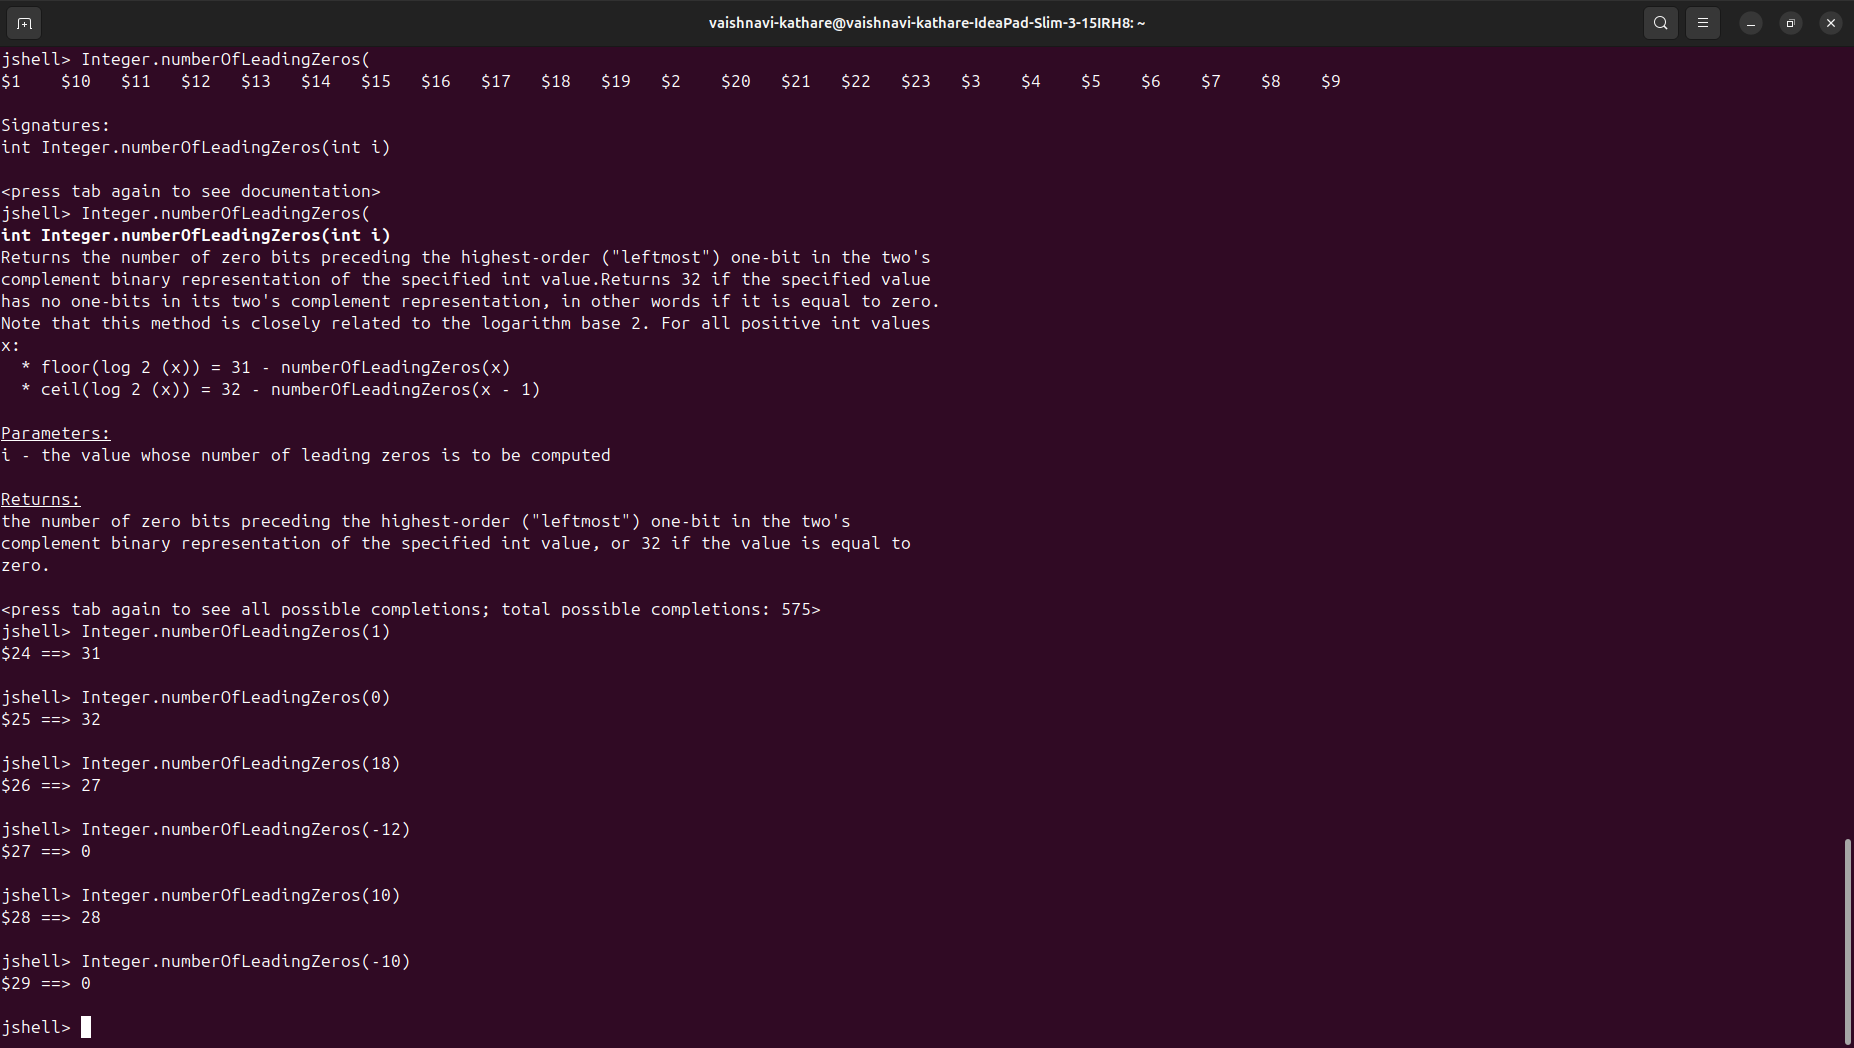 vaishnavi-kathare@vaishnavi-kathare-IdeaPad-Slim-3-15IRH8: ~
jshell> Integer.numberOfLeadingZeros(
$1    $10   $11   $12   $13   $14   $15   $16   $17   $18   $19   $2    $20   $21   $22   $23   $3    $4    $5    $6    $7    $8    $9
Signatures:
int Integer.numberOfLeadingZeros(int i)
<press tab again to see documentation>
jshell> Integer.numberOfLeadingZeros(
int Integer.numberOfLeadingZeros(int i)
Returns the number of zero bits preceding the highest-order ("leftmost") one-bit in the two's
complement binary representation of the specified int value.Returns 32 if the specified value
has no one-bits in its two's complement representation, in other words if it is equal to zero.
Note that this method is closely related to the logarithm base 2. For all positive int values
x:
  * floor(log 2 (x)) = 31 - numberOfLeadingZeros(x)
  * ceil(log 2 (x)) = 32 - numberOfLeadingZeros(x - 1)
Parameters:
i - the value whose number of leading zeros is to be computed
Returns:
the number of zero bits preceding the highest-order ("leftmost") one-bit in the two's
complement binary representation of the specified int value, or 32 if the value is equal to
zero.
<press tab again to see all possible completions; total possible completions: 575>
jshell> Integer.numberOfLeadingZeros(1)
$24 ==> 31
jshell> Integer.numberOfLeadingZeros(0)
$25 ==> 32
jshell> Integer.numberOfLeadingZeros(18)
$26 ==> 27
jshell> Integer.numberOfLeadingZeros(-12)
$27 ==> 0
jshell> Integer.numberOfLeadingZeros(10)
$28 ==> 28
jshell> Integer.numberOfLeadingZeros(-10)
$29 ==> 0
jshell>